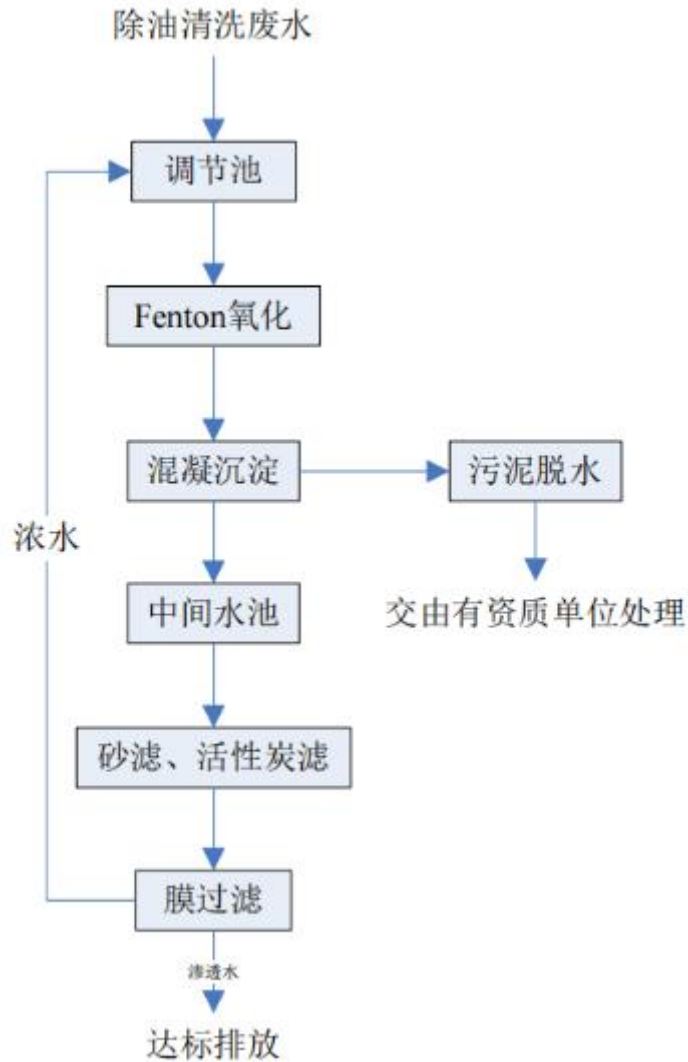 除油清洗废水
调节池
Fenton氧化
混凝沉淀
污泥脱水
浓水
中间水池
交由有资质单位处理
砂滤、活性炭滤
膜过滤
渗透水
达标排放